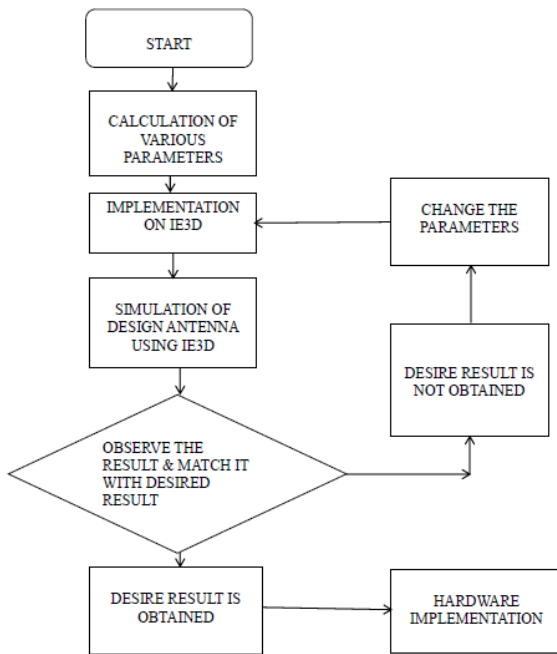 START
CALCULATION OF
VARIOUS
PARAMETERS
IMPLEMENTATION
ON IE3D
CHANGE THE
PARAMETERS
SIMULATION OF
DESIGN ANTENNA
USING IE3D
DESIRE RESULT IS
NOT OBTAINED
OBSERVE THE
RESULT & MATCH IT
WITH DESIRED
RESULT
DESIRE RESULT IS
OBTAINED
HARDWARE
IMPLEMENTATION